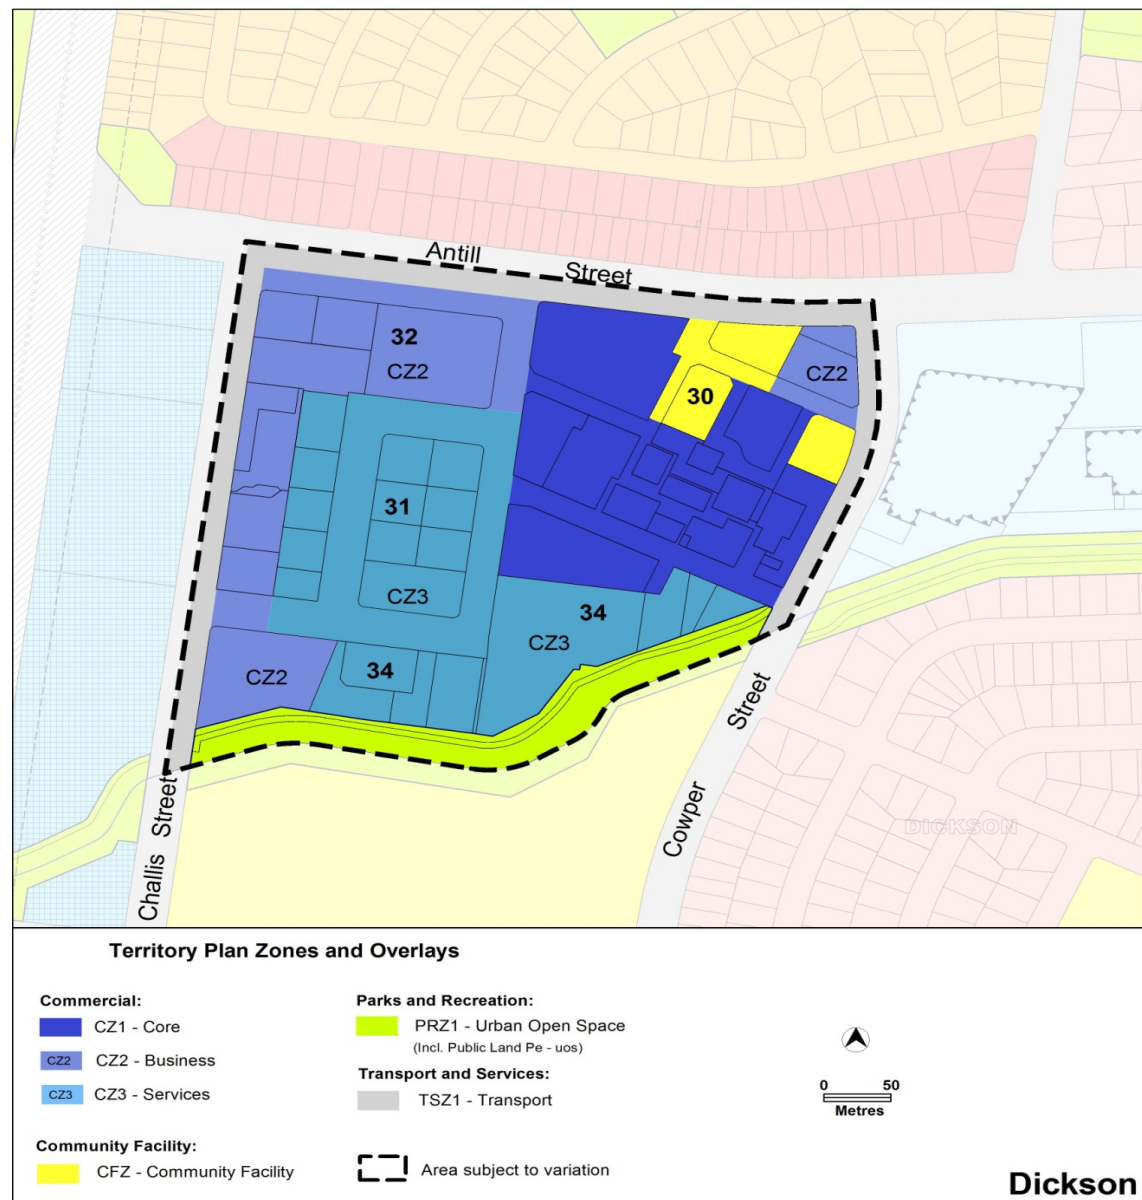 Antill
Street
32
CZ2
CZ2
30
31
CZ3
34
CZ3
34
CZ2
Street
Cowper
Street
Challis
DICKSON
Territory Plan Zones and Overlays
Commercial:
CZ1 - Core
CZ2 CZ2 - Business
CZ3 CZ3 - Services
Community Facility:
CFZ - Community Facility
Parks and Recreation:
PRZ1 - Urban Open Space
(Incl. Public Land Pe - uos)
Transport and Services:
TSZ1 - Transport
Area subject to variation
0 50
Metres
Dickson